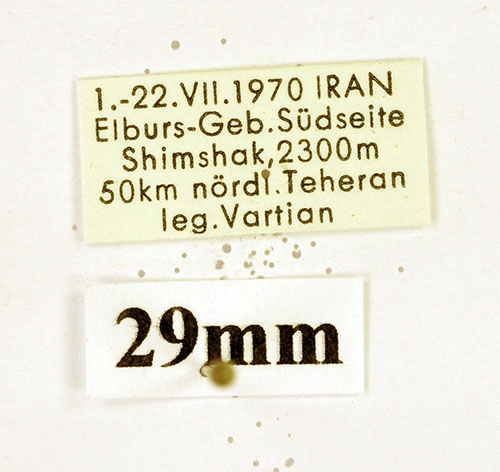 1.-22.VII.1970 IRAN
Elburs-Geb.Südseite
Shimshak,2300m
50km nördl.Teheran
leg.Vartian
29mm